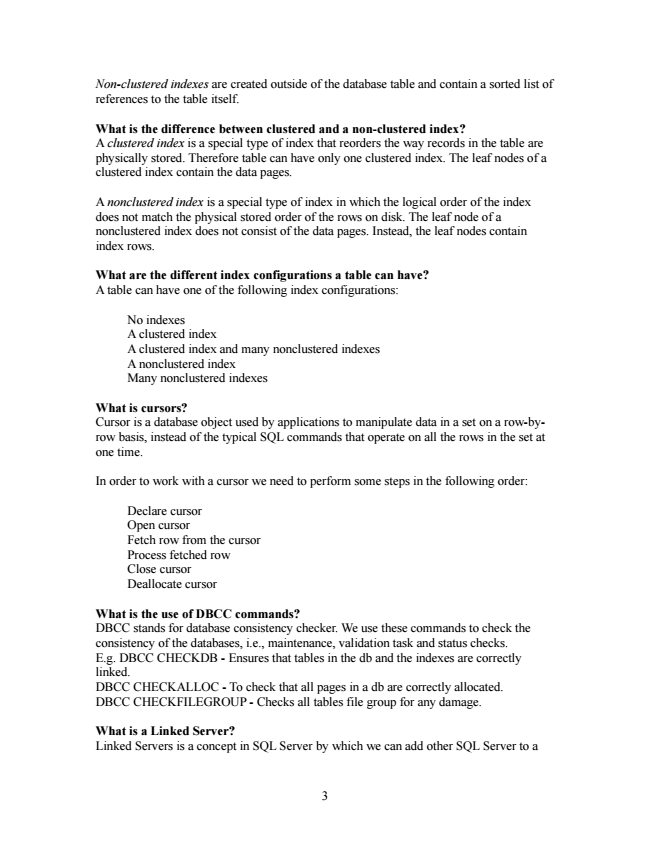 Non-clustered indexes are created outside of the database table and contain a sorted list of
references to the table itself.
What is the difference between clustered and a non-clustered index?
A clustered index is a special type of index that reorders the way records in the table are
physically stored. Therefore table can have only one clustered index. The leaf nodes of a
clustered index contain the data pages.
A nonclustered index is a special type of index in which the logical order of the index
does not match the physical stored order of the rows on disk. The leaf node of a
nonclustered index does not consist of the data pages. Instead, the leaf nodes contain
index rows.
What are the different index configurations a table can have?
A table can have one of the following index configurations:
No indexes
A clustered index
A clustered index and many nonclustered indexes
A nonclustered index
Many nonclustered indexes
What is cursors?
Cursor is a database object used by applications to manipulate data in a set on a row-by-
row basis, instead of the typical SQL commands that operate on all the rows in the set at
one time.
In order to work with a cursor we need to perform some steps in the following order:
Declare cursor
Open cursor
Fetch row from the cursor
Process fetched row
Close cursor
Deallocate cursor
What is the use of DBCC commands?
DBCC stands for database consistency checker. We use these commands to check the
consistency of the databases, i.e., maintenance, validation task and status checks.
E.g. DBCC CHECKDB - Ensures that tables in the db and the indexes are correctly
linked.
DBCC CHECKALLOC - To check that all pages in a db are correctly allocated.
DBCC CHECKFILEGROUP - Checks all tables file group for any damage.
What is a Linked Server?
Linked Servers is a concept in SQL Server by which we can add other SQL Server to a
3